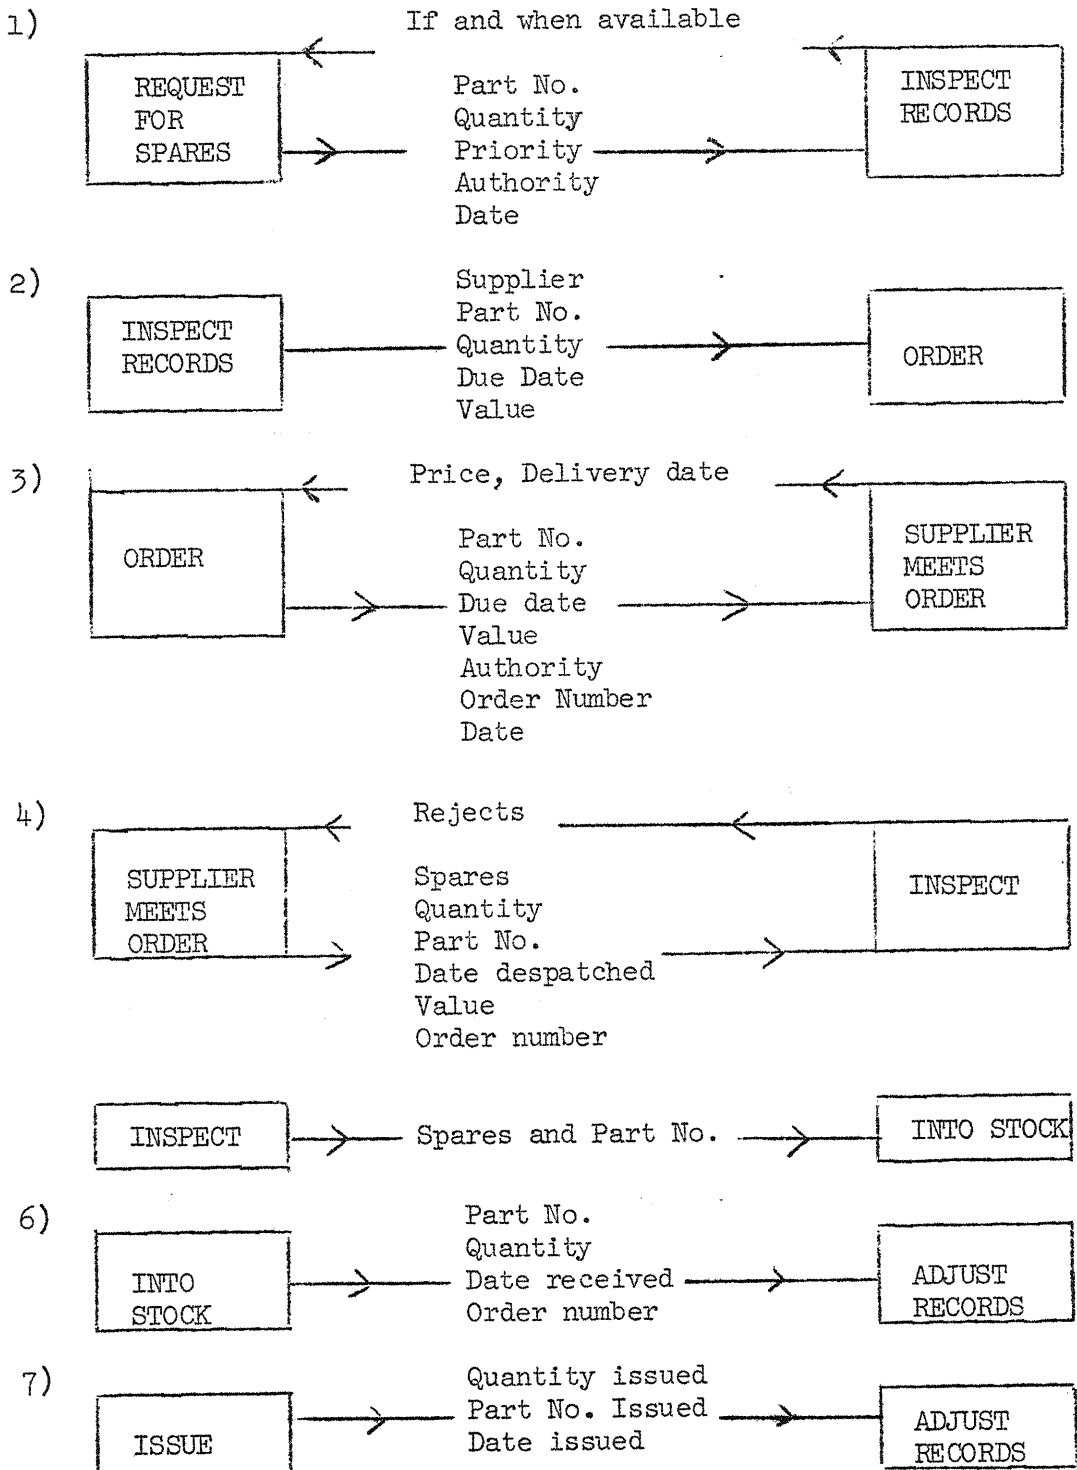 1)
If and when available
REQUEST
FOR
SPARES
Part No.
Quantity
Priority
Authority
Date
INSPECT
RECORDS
2)
INSPECT
RECORDS
Supplier
Part No.
Quantity
Due Date
Value
ORDER
3)
Price, Delivery date
ORDER
Part No.
Quantity
Due date
Value
Authority
Order Number
Date
SUPPLIER
MEETS
ORDER
4)
Rejects
SUPPLIER
MEETS
ORDER
Spares
Quantity
Part No.
Date despatched
Value
Order number
INSPECT
INSPECT
Spares and Part No.
INTO STOCK
6)
INTO
STOCK
Part No.
Quantity
Date received
Order number
ADJUST
RECORDS
7)
ISSUE
Quantity issued
Part No. Issued
Date issued
ADJUST
RECORDS